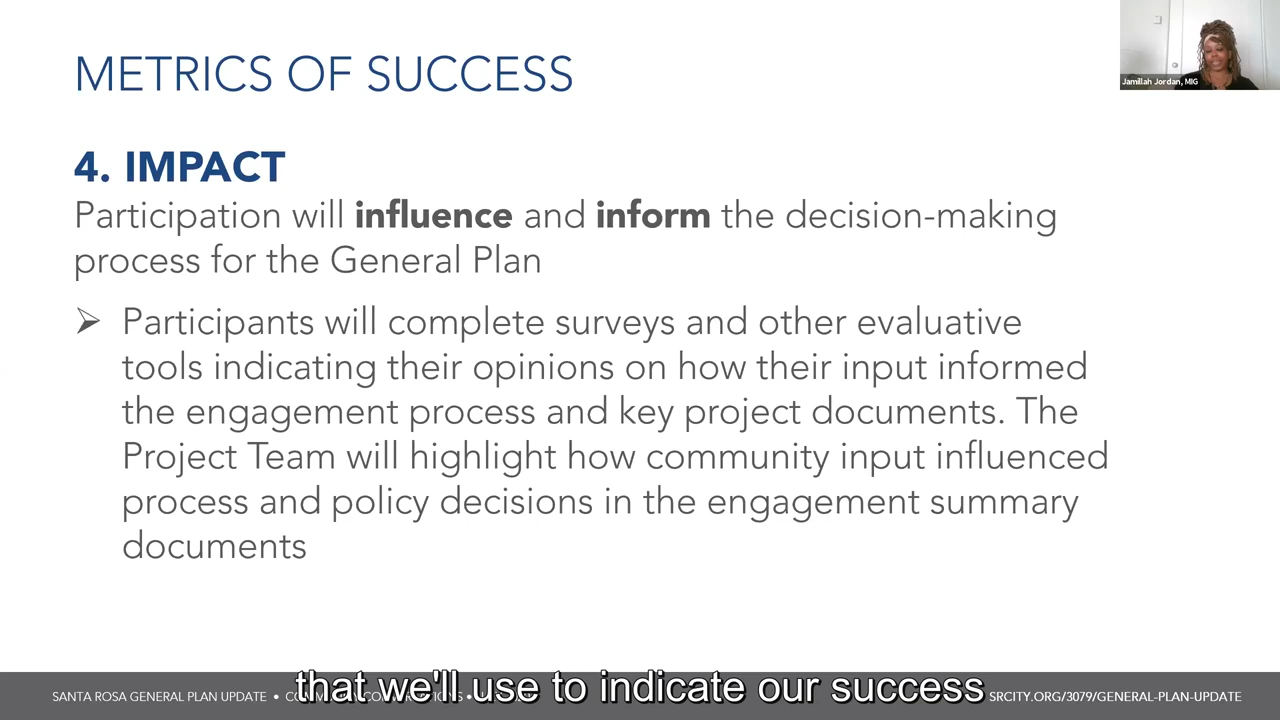 METRICS OF SUCCESS
Jamillah Jordan, MIG
4. IMPACT
Participation will influence and inform the decision-making
process for the General Plan
➢ Participants will complete surveys and other evaluative
tools indicating their opinions on how their input informed
the engagement process and key project documents. The
Project Team will highlight how community input influenced
process and policy decisions in the engagement summary
documents
that we'll use to indicate our success
SANTA ROSA GENERAL PLAN UPDATE •
SRCITY.ORG/3079/GENERAL-PLAN-UPDATE